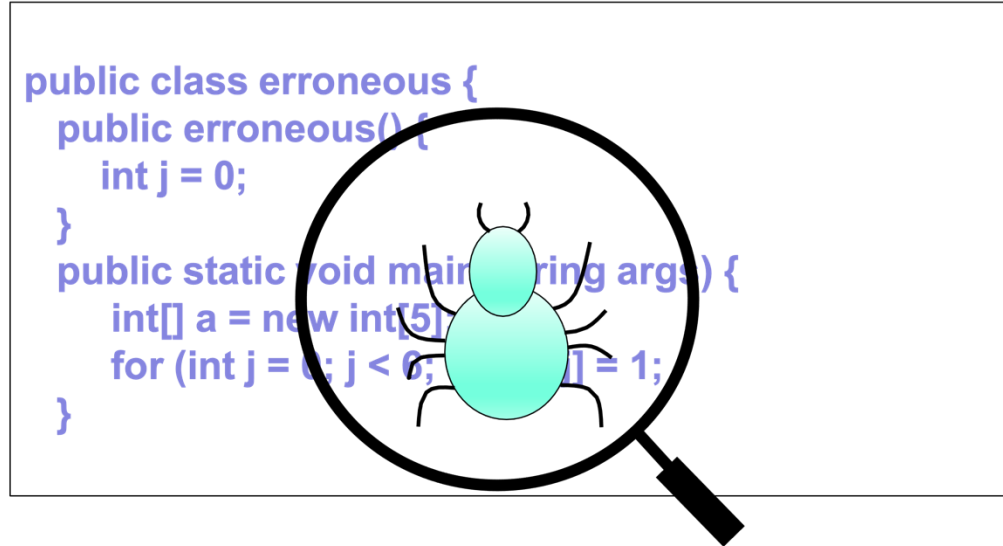 public class erroneous {
public erroneous() {
int j = 0;
}
public static void main ring args) {
int[] a = new int[5]
for (int j = 0; j < 6; ] = 1;
}